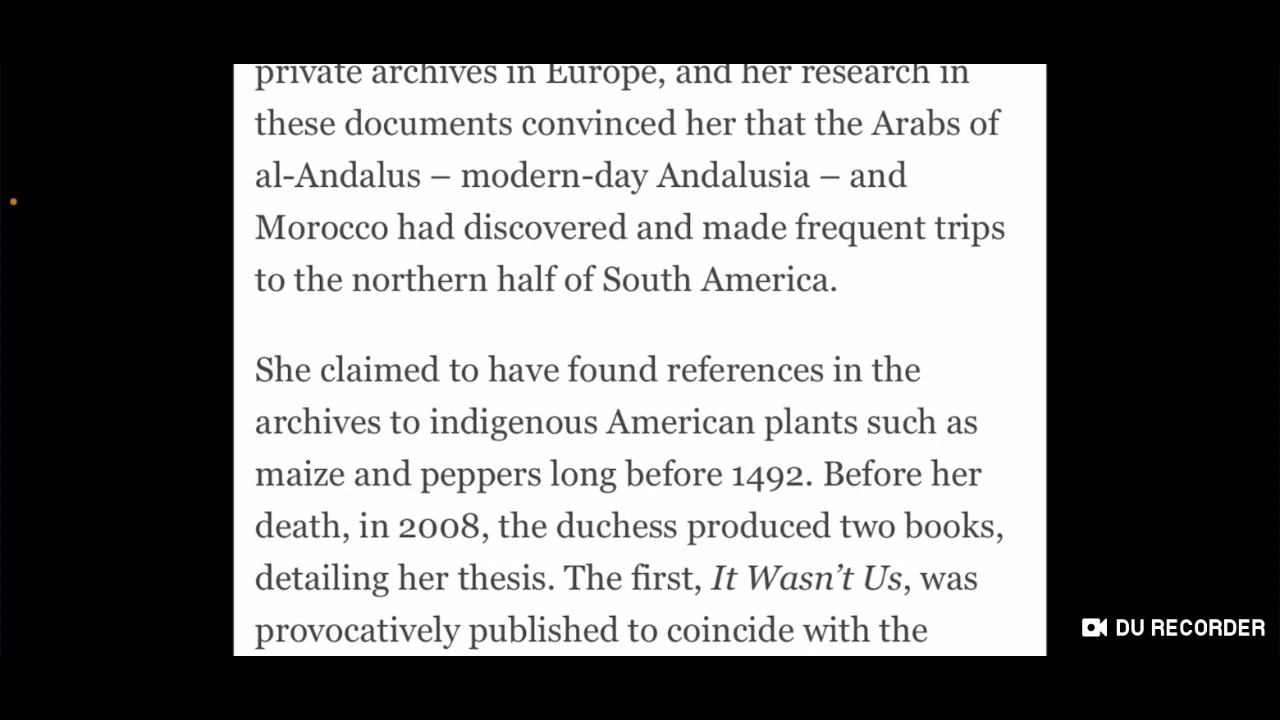 private archives in Europe, and her research in
these documents convinced her that the Arabs of
al-Andalus – modern-day Andalusia – and
Morocco had discovered and made frequent trips
to the northern half of South America.
She claimed to have found references in the
archives to indigenous American plants such as
maize and peppers long before 1492. Before her
death, in 2008, the duchess produced two books,
detailing her thesis. The first, It Wasn’t Us, was
provocatively published to coincide with the
DU RECORDER